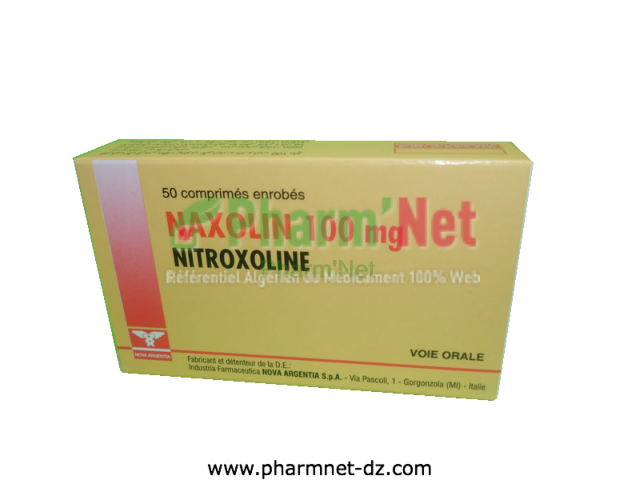 50 comprimés enrobés
NAXOLIN 100 mg
Pharm'Net
NITROXOLINE
Pharm'Net
Référentiel Algérien du Médicament 100% Web
VOIE ORALE
NOVA ARGENTIA
Fabricant et détenteur de la D.E.:
Industria Farmaceutica NOVA ARGENTIA S.p.A. - Via Pascoli, 1 - Gorgonzola (MI) - Italie
www.pharmnet-dz.com